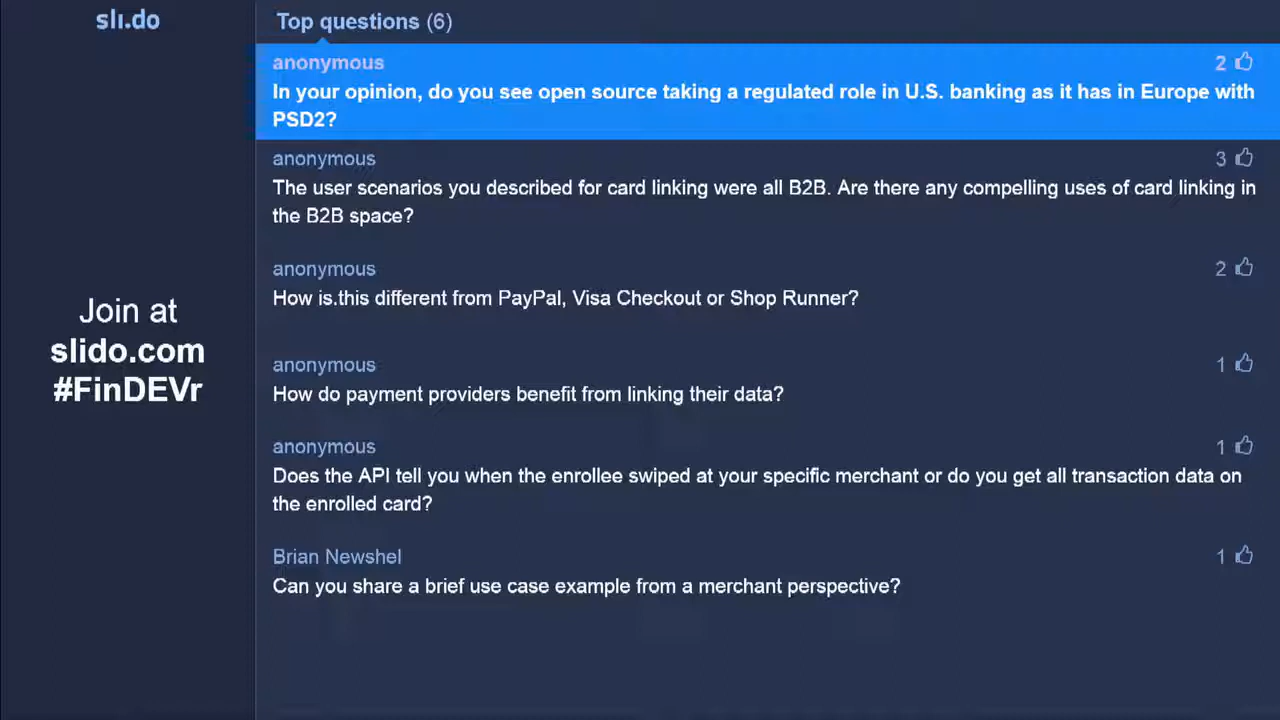 sli.do
Top questions (6)
anonymous
2
In your opinion, do you see open source taking a regulated role in U.S. banking as it has in Europe with
PSD2?
anonymous
3
The user scenarios you described for card linking were all B2B. Are there any compelling uses of card linking in
the B2B space?
anonymous
2
How is.this different from PayPal, Visa Checkout or Shop Runner?
anonymous
1
How do payment providers benefit from linking their data?
anonymous
1
Does the API tell you when the enrollee swiped at your specific merchant or do you get all transaction data on
the enrolled card?
Brian Newshel
1
Can you share a brief use case example from a merchant perspective?
Join at
slido.com
#FinDEVr